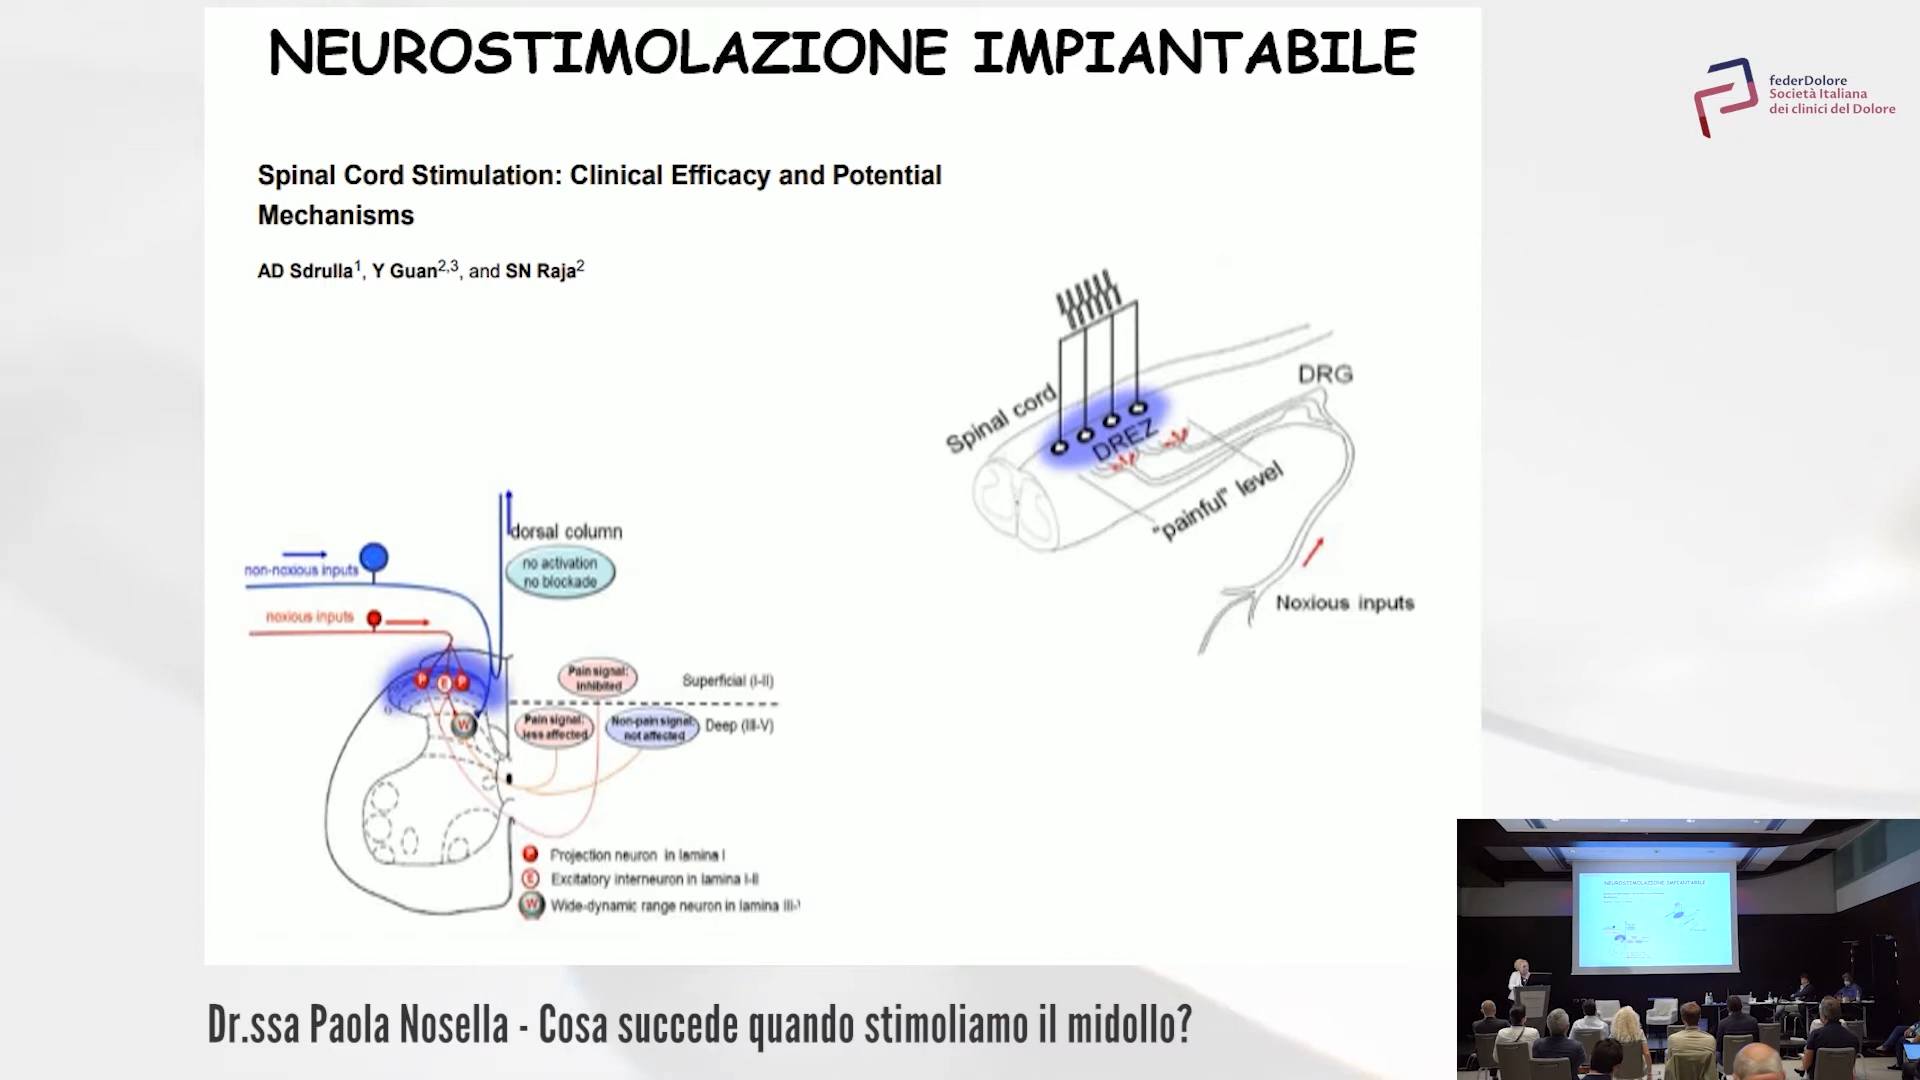 NEUROSTIMOLAZIONE IMPIANTABILE
federDolore
Società Italiana
dei clinici del Dolore
Spinal Cord Stimulation: Clinical Efficacy and Potential
Mechanisms
AD Sdrulla1, Y Guan2,3, and SN Raja2
Spinal cord
DREZ
DRG
"painful" level
Noxious inputs
dorsal column
no activation
no blockade
non-noxious inputs
noxious inputs
P
E
P
W
Pain signal:
inhibited
Superficial (I-II)
Pain signal:
less affected
Non-pain signal:
not affected
Deep (III-V)
P Projection neuron in lamina I
E Excitatory interneuron in lamina I-II
W Wide-dynamic range neuron in lamina III-
Dr.ssa Paola Nosella - Cosa succede quando stimoliamo il midollo?
NEUROSTIMOLAZIONE IMPIANTABILE